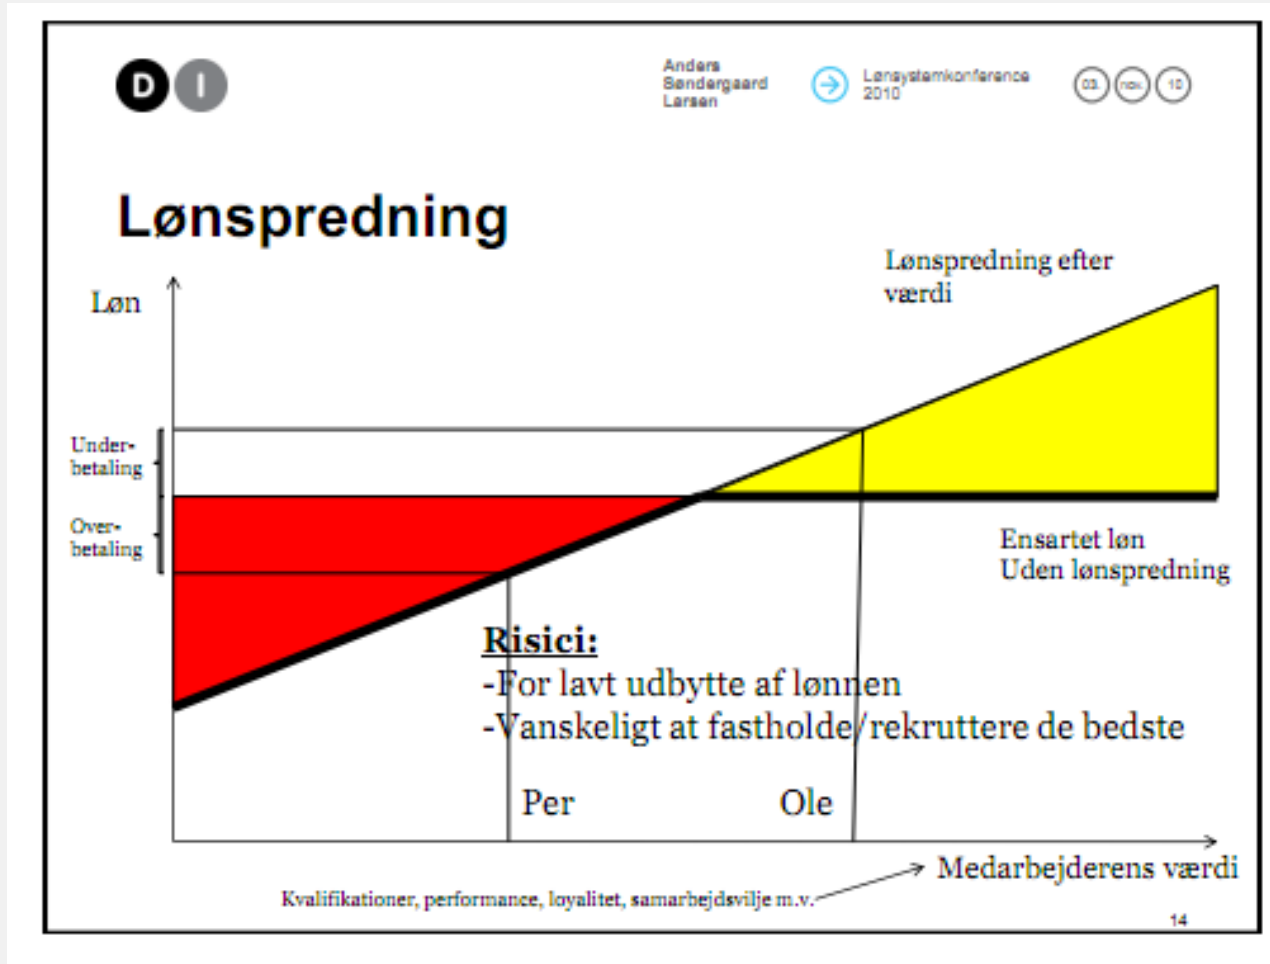 D I
Anders
Søndergaard
Larsen
Lønsystemkonference
2010
03. nov. 10
Lønspredning
Lønspredning efter
værdi
Løn
Under-
betaling
Over-
betaling
Ensartet løn
Uden lønspredning
Risici:
-For lavt udbytte af lønnen
-Vanskeligt at fastholde/rekruttere de bedste
Per
Ole
Medarbejderens værdi
Kvalifikationer, performance, loyalitet, samarbejdsvilje m.v.
14